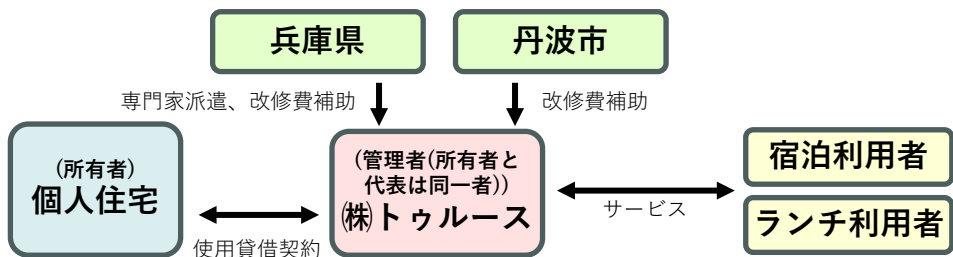 兵庫県
丹波市
専門家派遣、改修費補助
改修費補助
(所有者)
個人住宅
(管理者(所有者と
代表は同一者))
㈱トゥルース
使用貸借契約
サービス
宿泊利用者
ランチ利用者